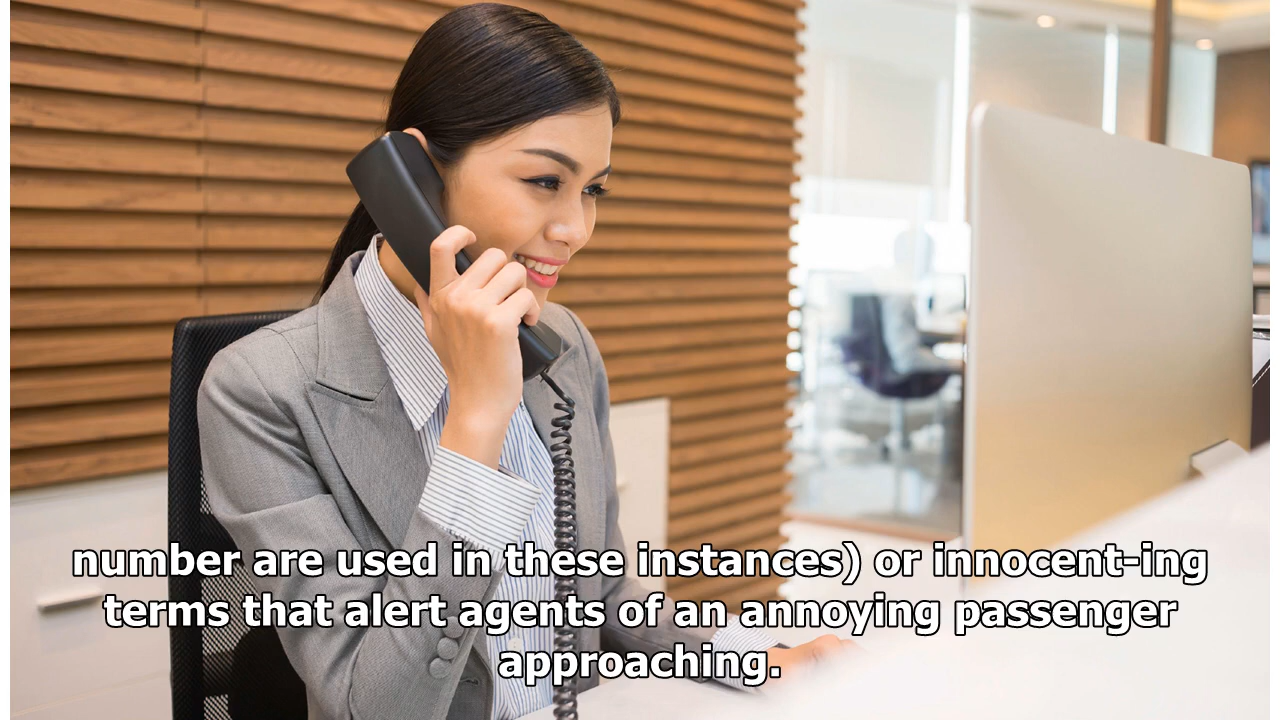 number are used in these instances) or innocent-ing
terms that alert agents of an annoying passenger
approaching.